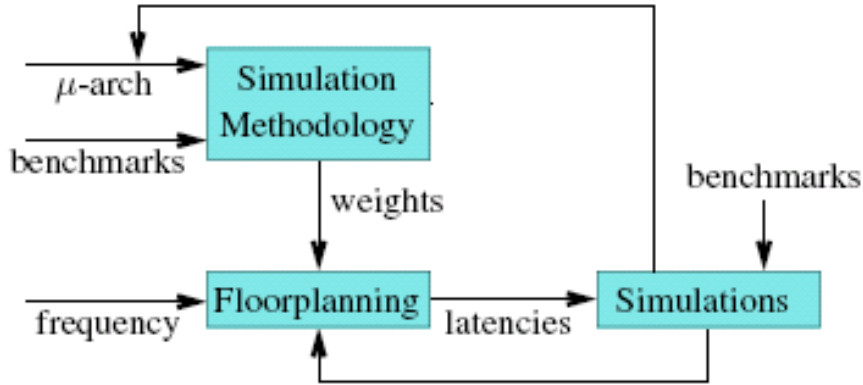 μ-arch
Simulation
Methodology
benchmarks
weights
benchmarks
frequency
Floorplanning
latencies
Simulations